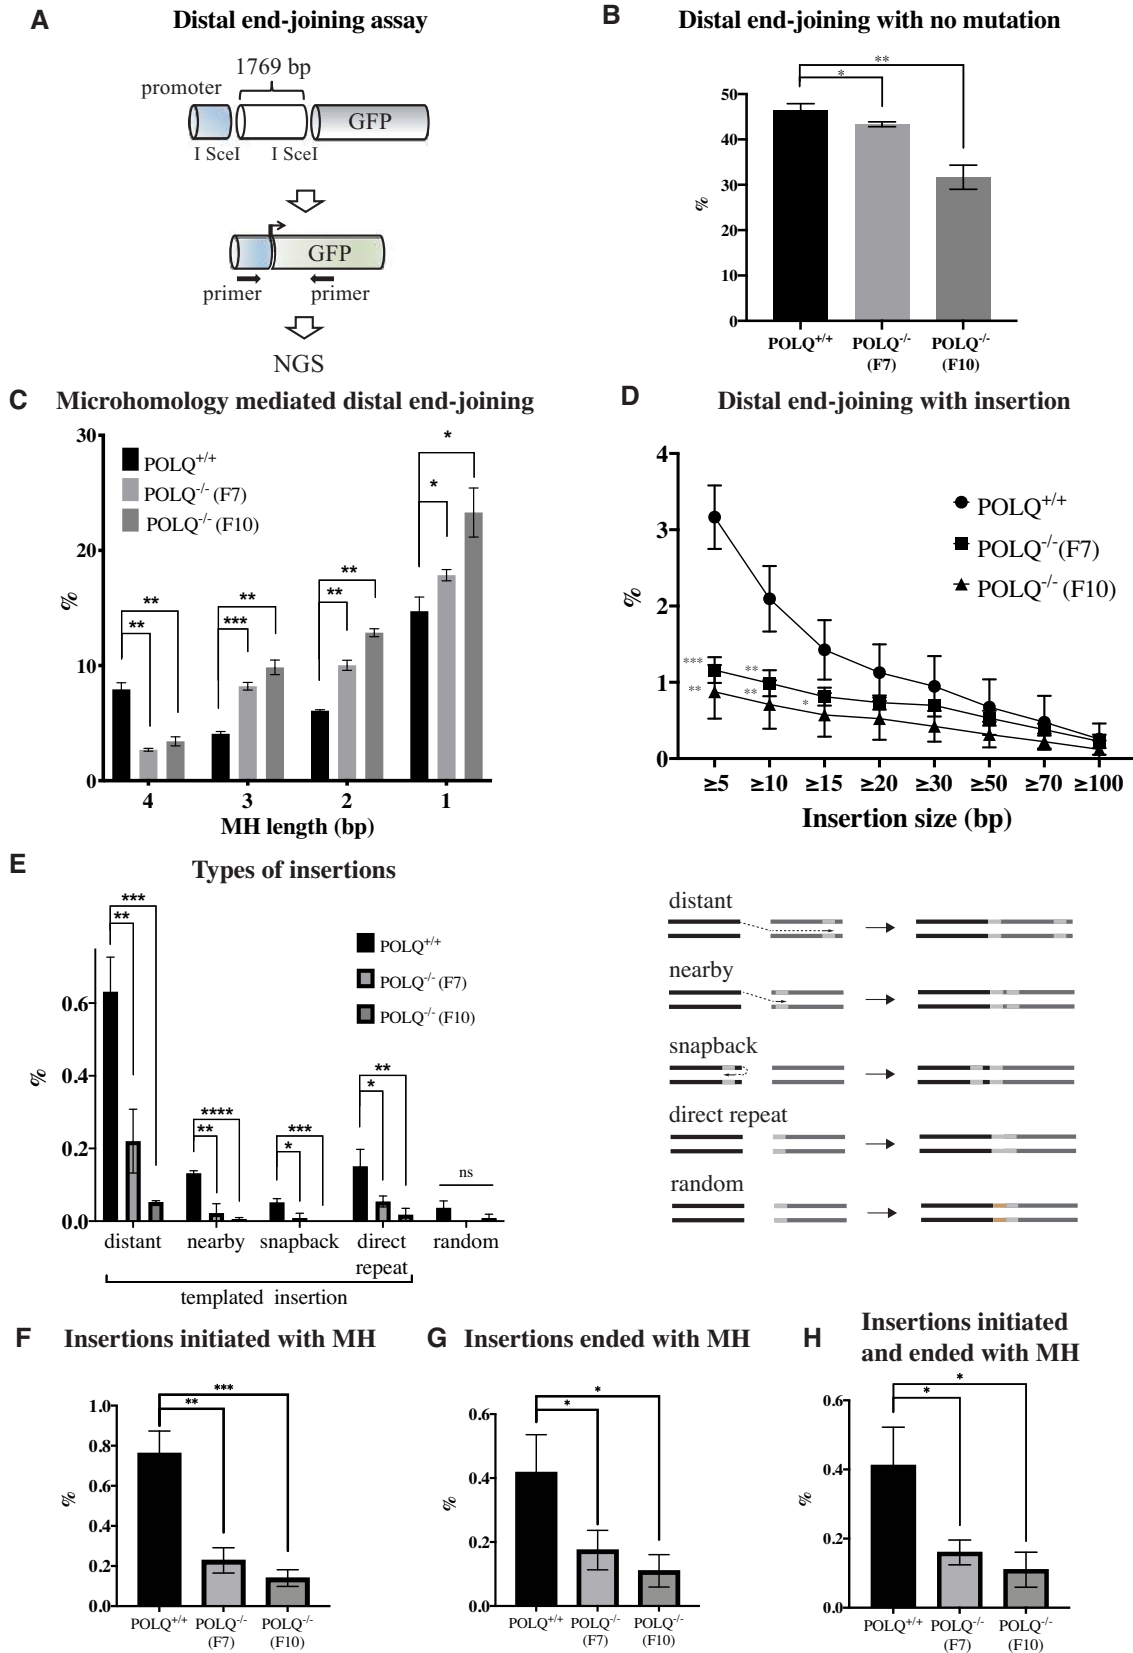 A
Distal end-joining assay
1769 bp
promoter
GFP
I SceI
I SceI
GFP
primer
primer
NGS
B
Distal end-joining with no mutation
**
*
50
40
30
20
10
0
%
POLQ+/+
POLQ-/-
(F7)
POLQ-/-
(F10)
C
Microhomology mediated distal end-joining
30
20
10
0
%
POLQ+/+
POLQ-/- (F7)
POLQ-/- (F10)
**
**
**
***
**
**
*
*
4 3 2 1
MH length (bp)
D
Distal end-joining with insertion
4
3
2
1
0
%
POLQ+/+
POLQ-/-(F7)
POLQ-/- (F10)
***
**
**
**
*
≥5 ≥10 ≥15 ≥20 ≥30 ≥50 ≥70 ≥100
Insertion size (bp)
E
Types of insertions
***
**
0.6
0.4
0.2
0.0
%
POLQ+/+
POLQ-/- (F7)
POLQ-/- (F10)
****
**
***
*
**
*
ns
distant nearby snapback direct repeat random
templated insertion
distant
nearby
snapback
direct repeat
random
F
Insertions initiated with MH
***
**
1.0
0.8
0.6
0.4
0.2
0.0
%
POLQ+/+
POLQ-/-
(F7)
POLQ-/-
(F10)
G
Insertions ended with MH
*
*
0.6
0.4
0.2
0.0
%
POLQ+/+
POLQ-/-
(F7)
POLQ-/-
(F10)
H
Insertions initiated
and ended with MH
*
*
0.6
0.4
0.2
0.0
%
POLQ+/+
POLQ-/-
(F7)
POLQ-/-
(F10)